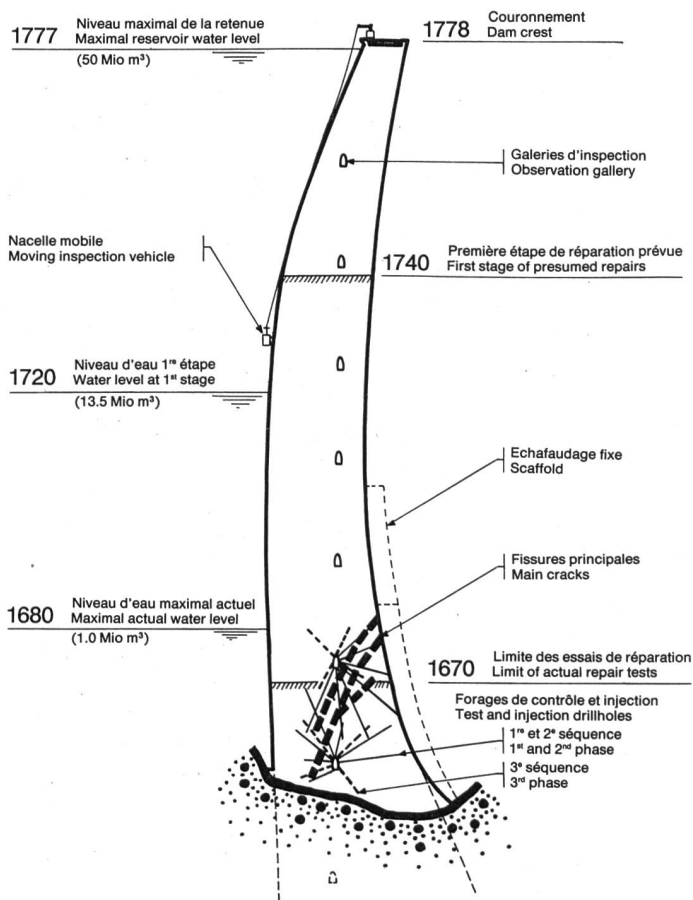 1777 Niveau maximal de la retenue
Maximal reservoir water level
(50 Mio m³)
1778 Couronnement
Dam crest
Galeries d'inspection
Observation gallery
Nacelle mobile
Moving inspection vehicle
1740 Première étape de réparation prévue
First stage of presumed repairs
1720 Niveau d'eau 1re étape
Water level at 1st stage
(13.5 Mio m³)
Echafaudage fixe
Scaffold
Fissures principales
Main cracks
1680 Niveau d'eau maximal actuel
Maximal actual water level
(1.0 Mio m³)
1670 Limite des essais de réparation
Limit of actual repair tests
Forages de contrôle et injection
Test and injection drillholes
1re et 2e séquence
1st and 2nd phase
3e séquence
3rd phase